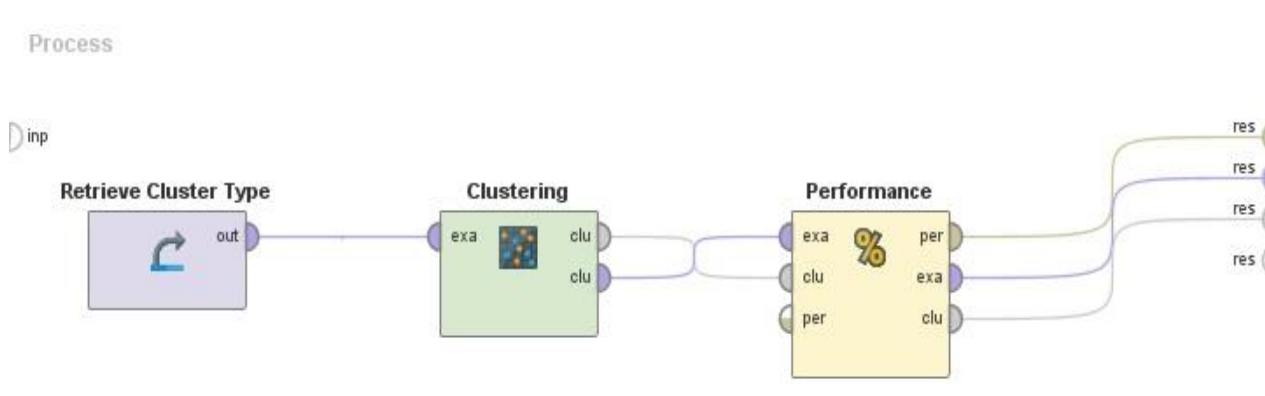 Process
inp
res
res
res
res
Retrieve Cluster Type
out
Clustering
exa
clu
clu
Performance
exa
clu
per
%
per
exa
clu